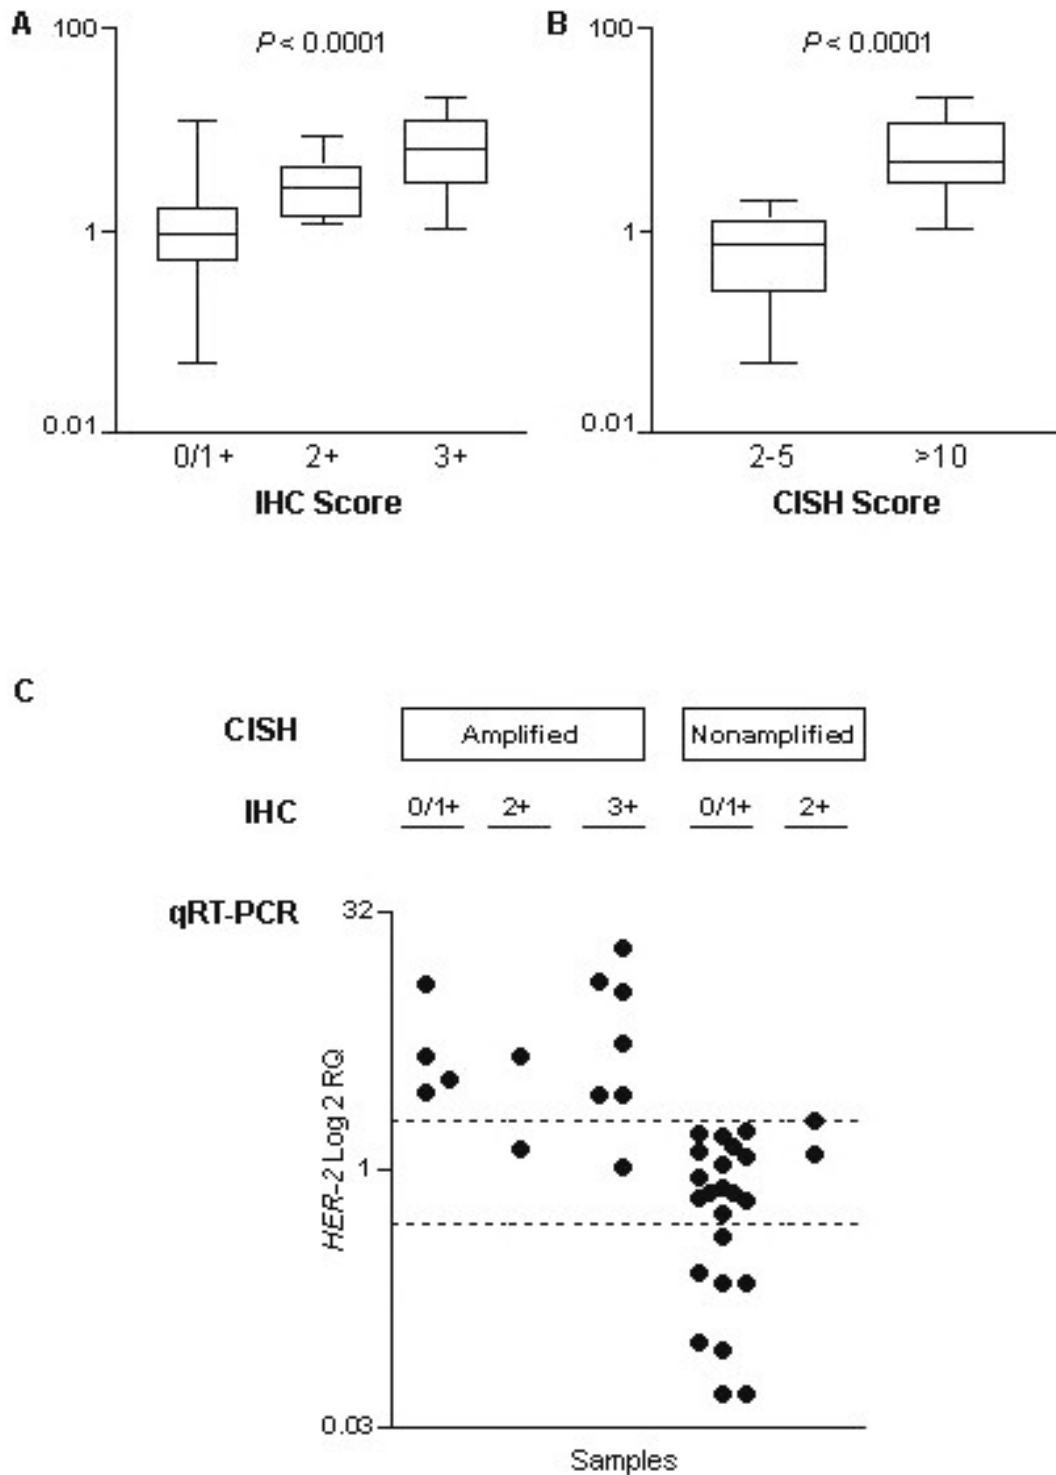 A
B
100
P < 0.0001
1
0.01
0/1+ 2+ 3+
IHC Score
100
P < 0.0001
1
0.01
2-5 >10
CISH Score
C
CISH Amplified Nonamplified
IHC 0/1+ 2+ 3+ 0/1+ 2+
qRT-PCR
32
HER-2 Log 2 RQ
1
0.03
Samples